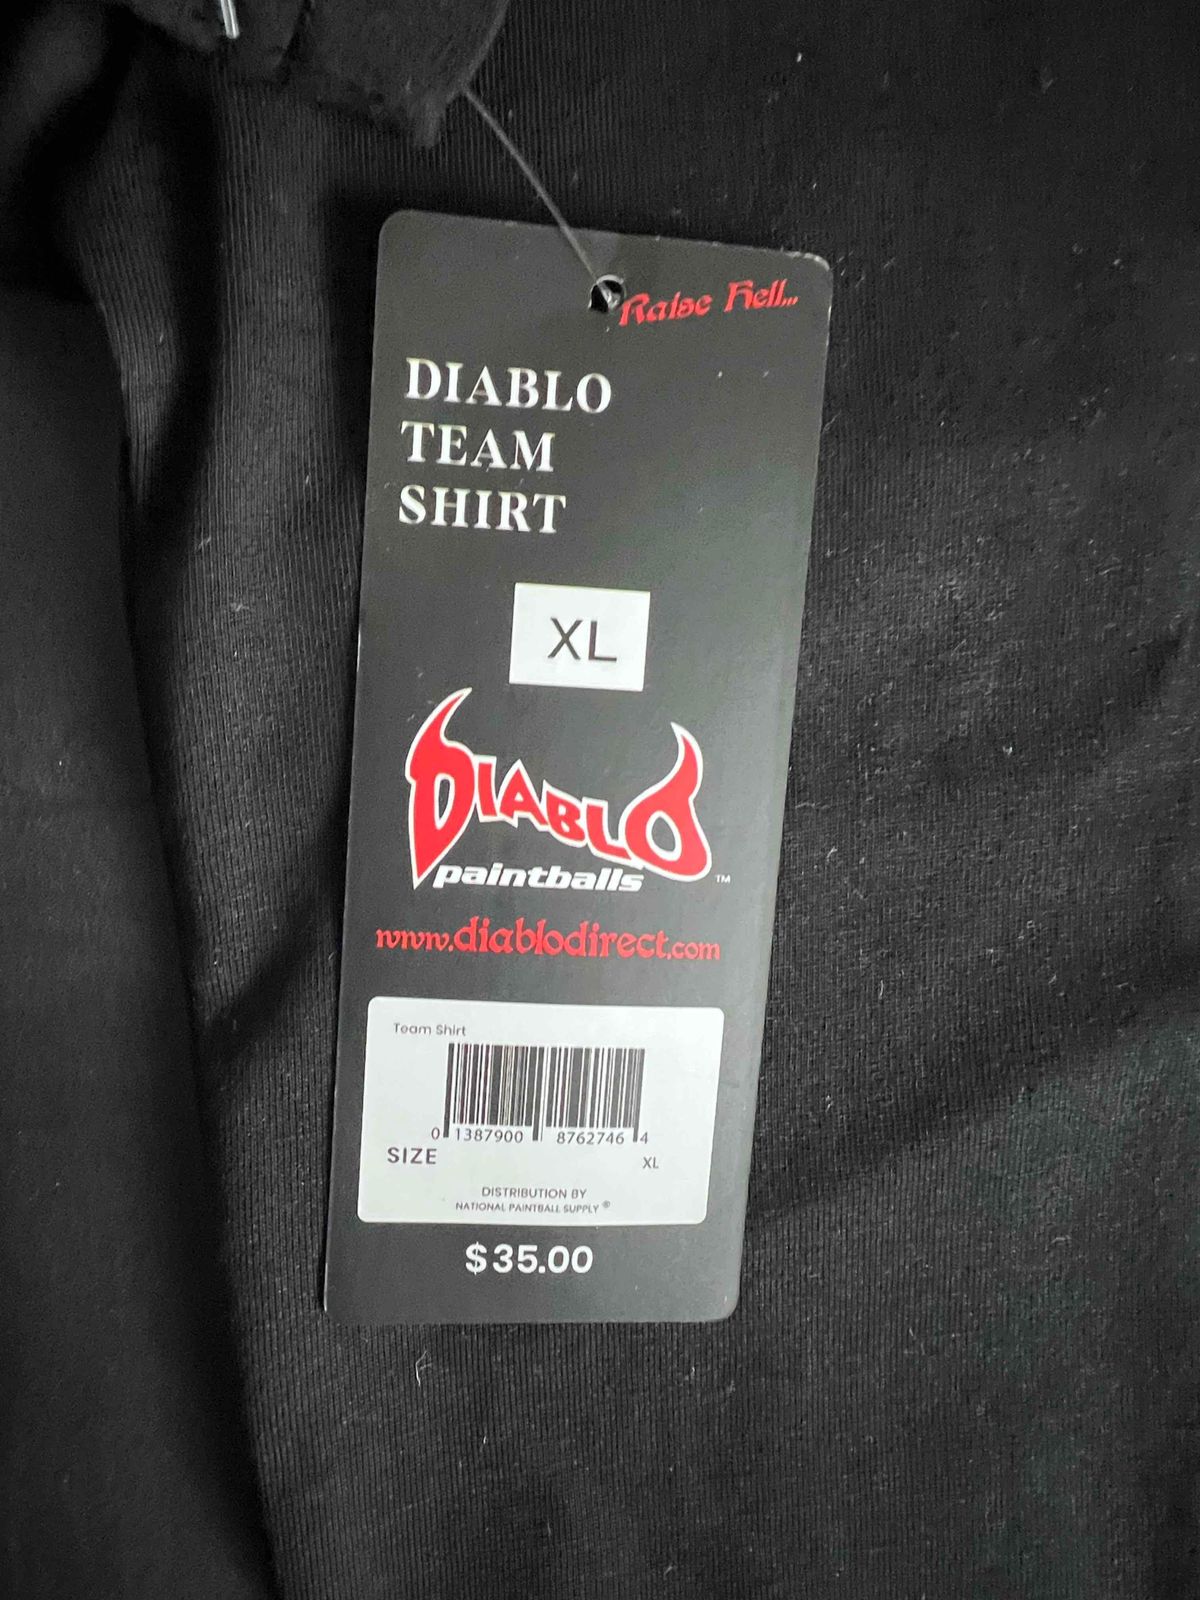 Raise Hell...
DIABLO
TEAM
SHIRT
XL
DIABLO
paintballs ™
www.diablodirect.com
Team Shirt
0 1387900 8762746 4
SIZE XL
DISTRIBUTION BY
NATIONAL PAINTBALL SUPPLY ®
$35.00